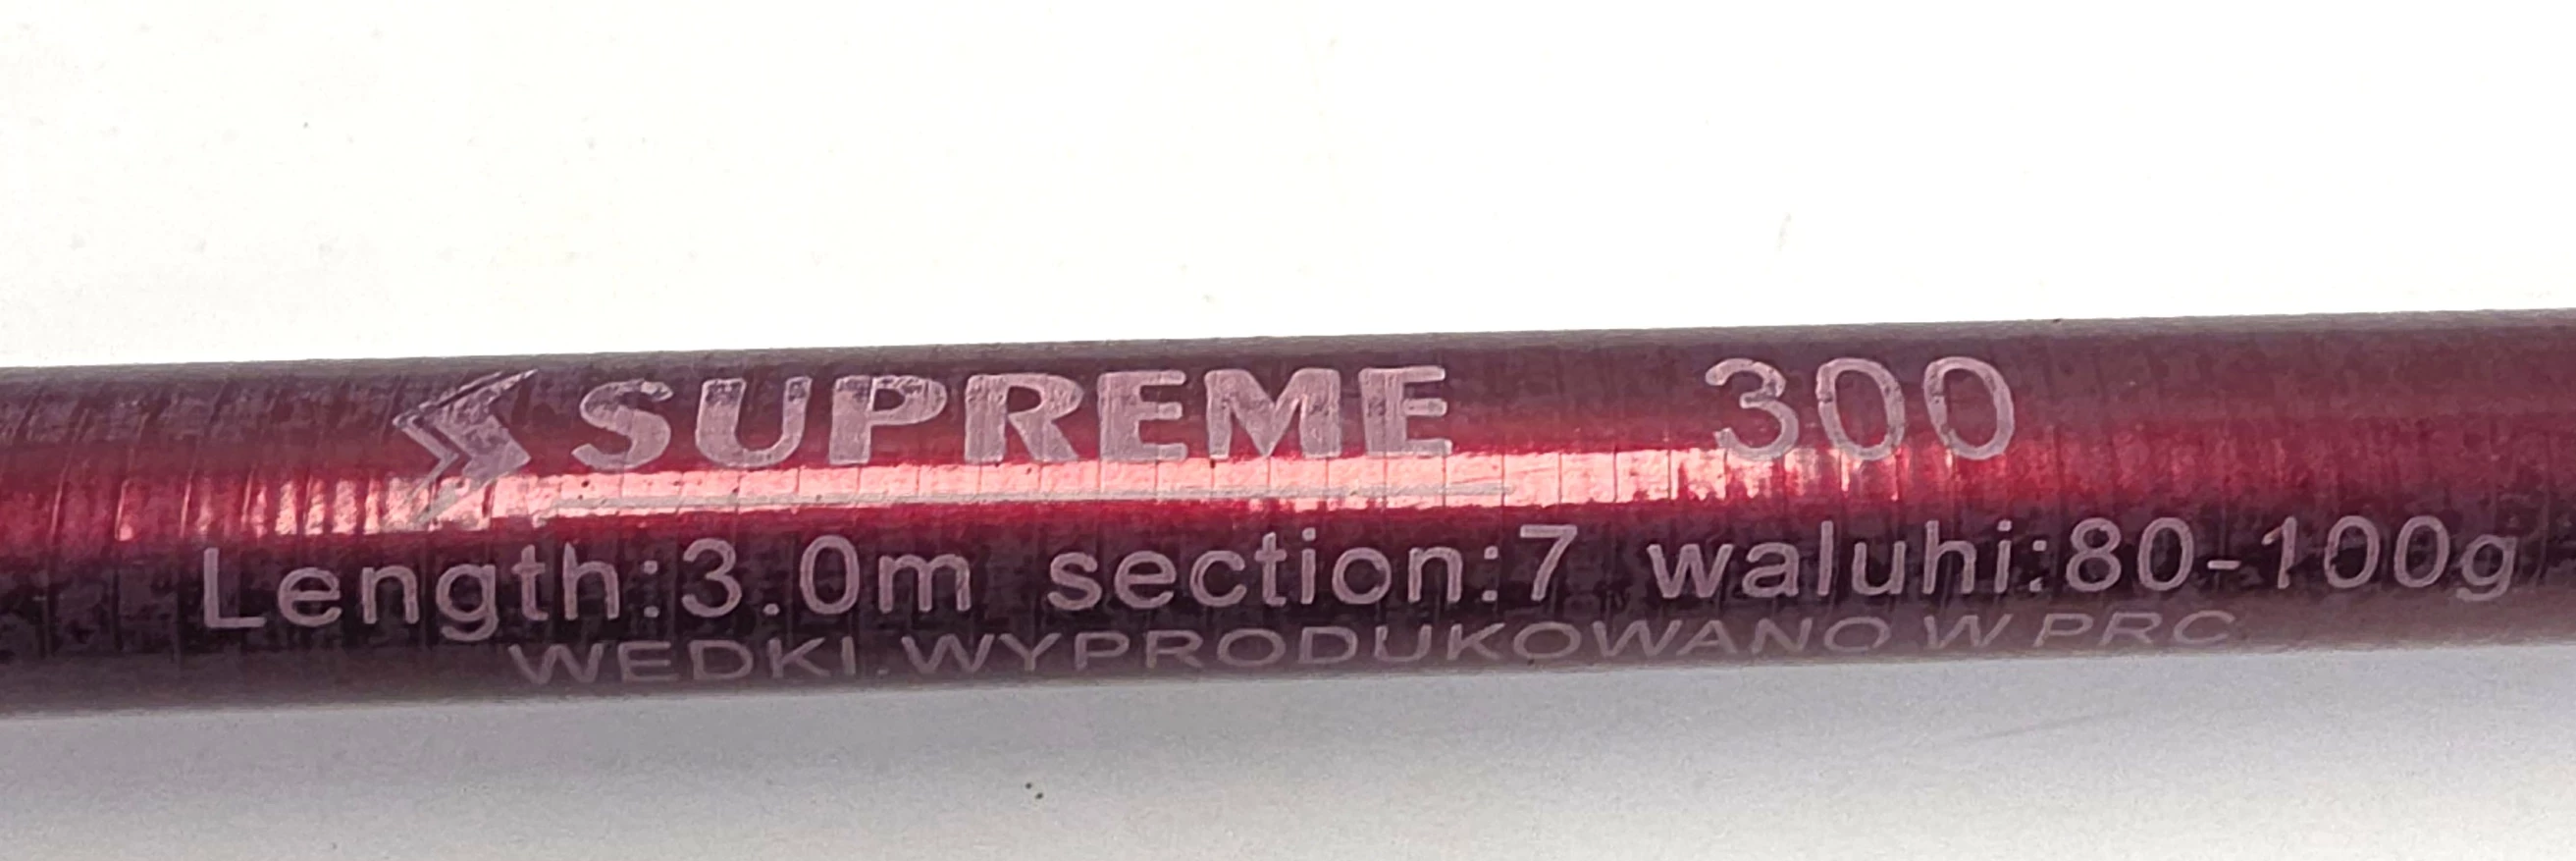 SUPREME 300
Length:3.0m section:7 waluhi:80-100g
WEDKI WYPRODUKOWANO W PRC